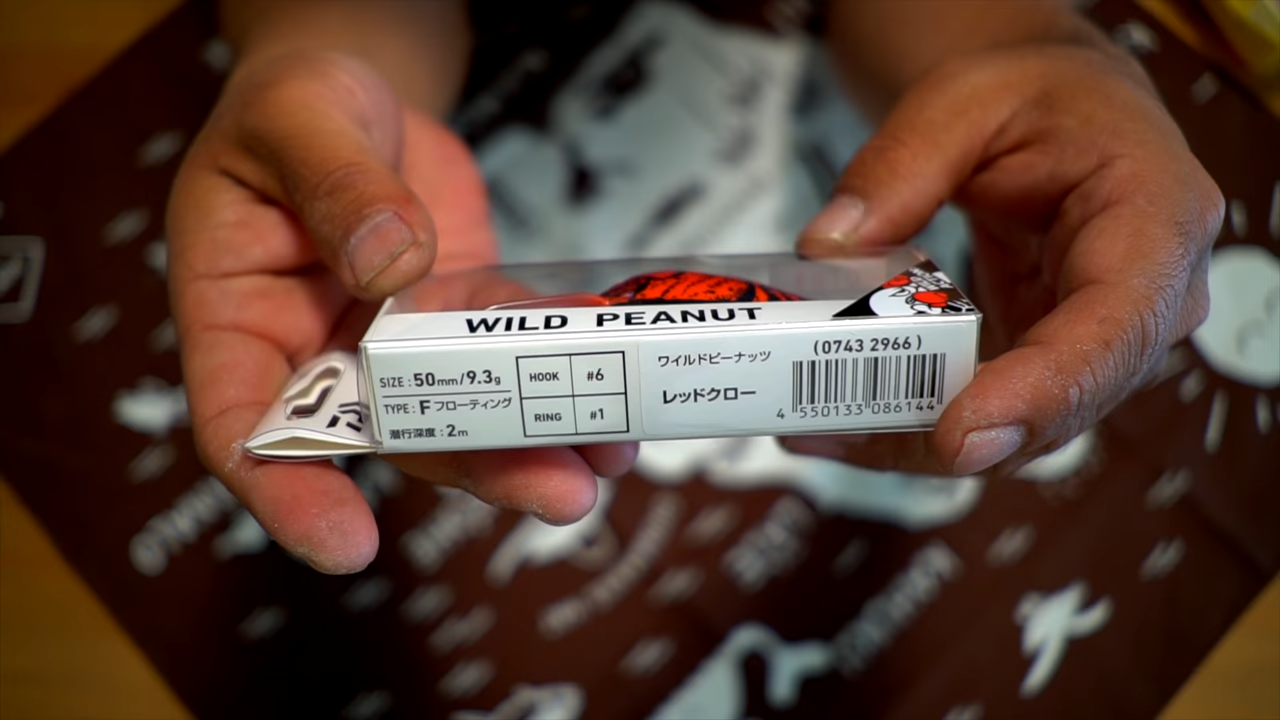 WILD PEANUT
SIZE : 50mm/9.3g
TYPE : F フローティング
潜行深度 : 2m
HOOK #6
RING #1
ワイルドピーナッツ
レッドクロー
(0743 2966)
4 550133 086144